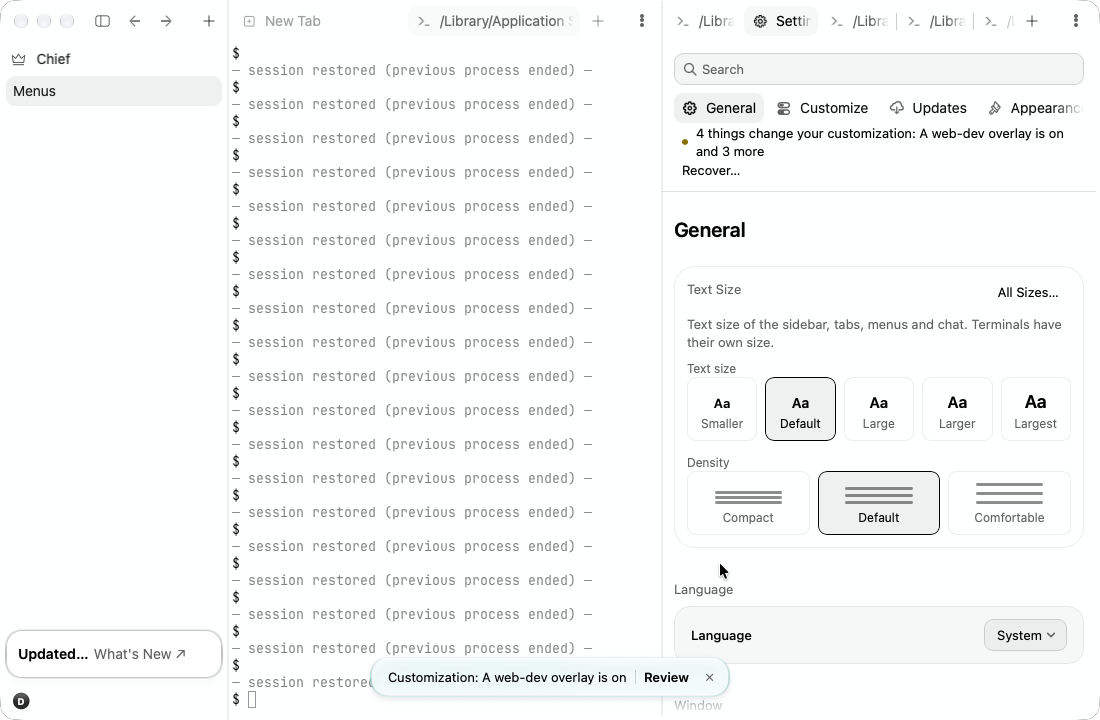 New Tab
/Library/Application S
/Libra
Settin
/Libra
/Libra
Chief
Menus
$
— session restored (previous process ended) —
$
— session restored (previous process ended) —
$
— session restored (previous process ended) —
$
— session restored (previous process ended) —
$
— session restored (previous process ended) —
$
— session restored (previous process ended) —
$
— session restored (previous process ended) —
$
— session restored (previous process ended) —
$
— session restored (previous process ended) —
$
— session restored (previous process ended) —
$
— session restored (previous process ended) —
$
— session restored (previous process ended) —
$
— session restored (previous process ended) —
$
— session restored (previous process ended) —
$
— session restored (previous process ended) —
$
— session restored (previous process ended) —
$
— session restored (previous process ended) —
$
— session restored (previous process ended) —
$
— session restored
$
Search
General Customize Updates Appearanc
4 things change your customization: A web-dev overlay is on
and 3 more
Recover...
General
Text Size
All Sizes...
Text size of the sidebar, tabs, menus and chat. Terminals have
their own size.
Text size
Aa Aa Aa Aa Aa
Smaller Default Large Larger Largest
Density
Compact Default Comfortable
Language
Language System
Window
Customization: A web-dev overlay is on Review
Updated... What's New ↗
D